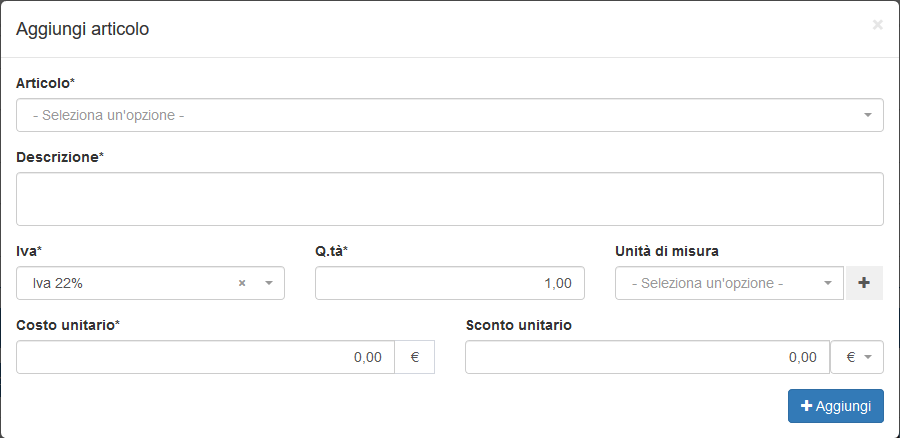 Aggiungi articolo ×
Articolo*
- Seleziona un'opzione -
Descrizione*
Iva* Q.tà* Unità di misura
Iva 22% × 1,00 - Seleziona un'opzione - +
Costo unitario* Sconto unitario
0,00 € 0,00 €
+ Aggiungi